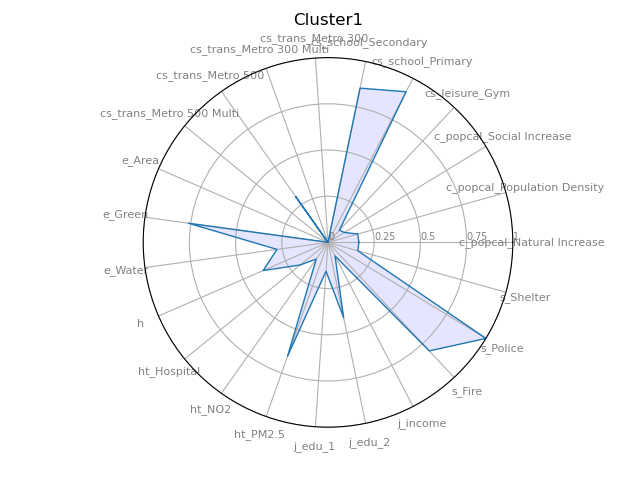 Cluster1
cs_trans_Metro 300
cs_school_Secondary
cs_trans_Metro 300 Multi
cs_school_Primary
cs_trans_Metro 500
cs_leisure_Gym
cs_trans_Metro 500 Multi
c_popcal_Social Increase
e_Area
c_popcal_Population Density
e_Green
0 0.25 0.5 0.75 1
c_popcal_Natural Increase
e_Water
s_Shelter
h
s_Police
ht_Hospital
s_Fire
ht_NO2
j_income
ht_PM2.5
j_edu_2
j_edu_1